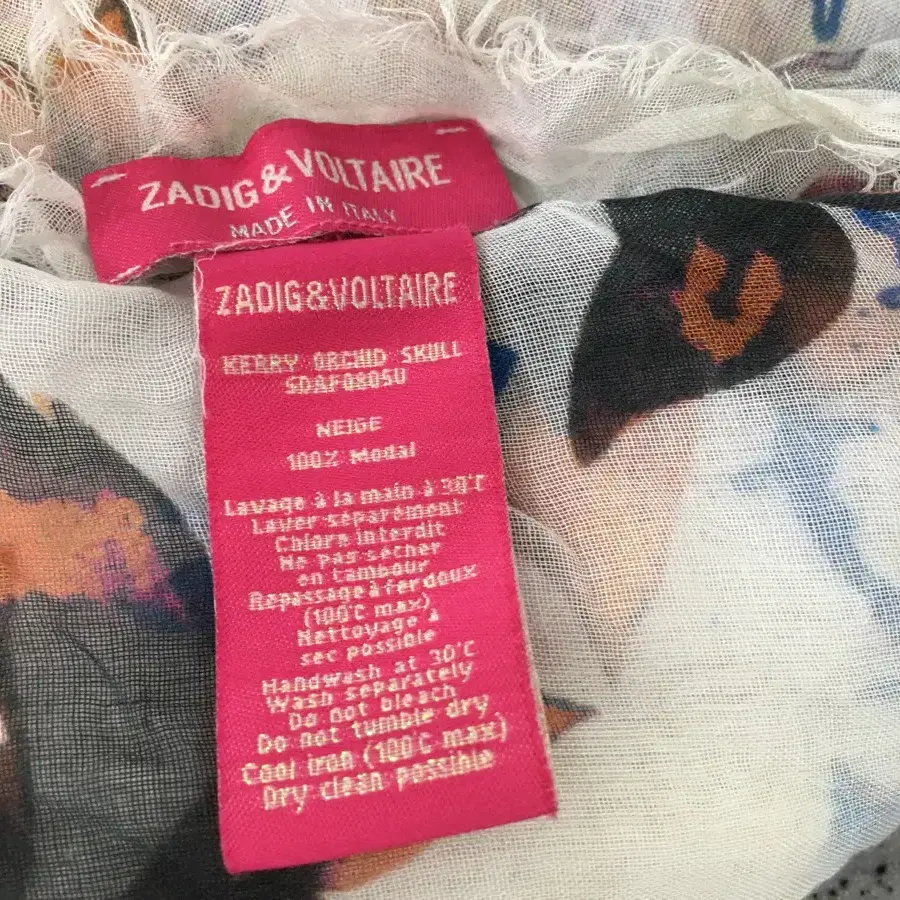 ZADIG & VOLTAIRE
MADE IN ITALY
ZADIG&VOLTAIRE
KERRY ORCHID SKULL
SDAF0805U
NEIGE
100% Modal
Lavage à la main à 30°C
Laver séparement
Chlore interdit
Ne pas sécher
en tambour
Repassage à fer doux
(100°C max)
Nettoyage à
sec possible
Handwash at 30°C
Wash separately
Do not bleach
Do not tumble dry
Cool iron (100°C max)
Dry clean possible